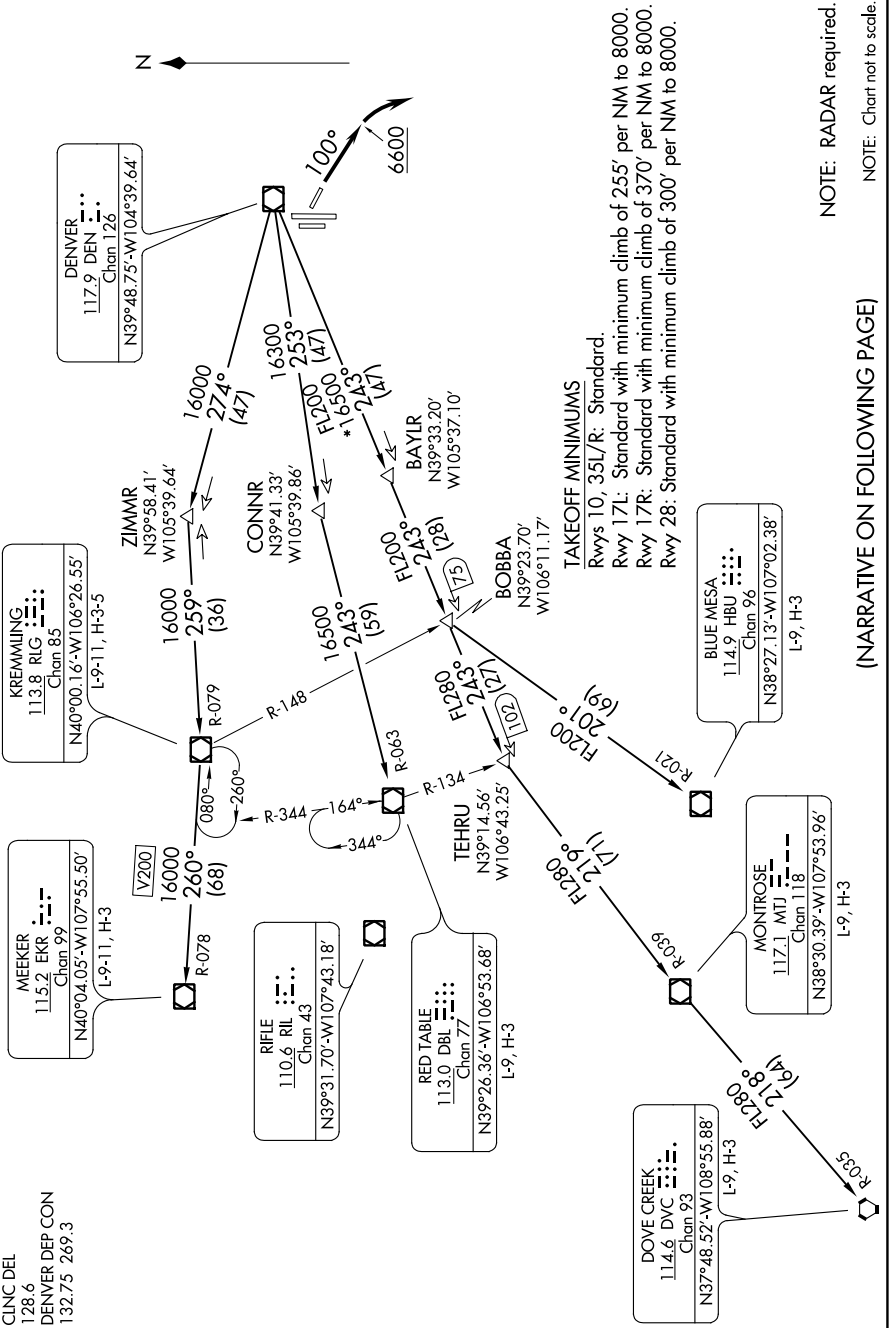 CLNC DEL
128.6
DENVER DEP CON
132.75 269.3
MEEKER
115.2 EKR
Chan 99
N40°04.05'-W107°55.50'
L-9-11, H-3
KREMMLING
113.8 RLG
Chan 85
N40°00.16'-W106°26.55'
L-9-11, H-3-5
DENVER
117.9 DEN
Chan 126
N39°48.75'-W104°39.64'
N
ZIMMR
N39°58.41'
W105°39.64'
16000
274°
(47)
16000
259°
(36)
R-079
V200
16000
260°
(68)
R-078
080°
260°
R-148
R-344
164°
344°
CONNR
N39°41.33'
W105°39.86'
16300
253°
(47)
16500
243°
(59)
R-063
FL200
*16500
243°
(47)
BAYLR
N39°33.20'
W105°37.10'
FL200
243°
(28)
75
BOBBA
N39°23.70'
W106°11.17'
FL280
243°
(27)
102
R-134
TEHRU
N39°14.56'
W106°43.25'
100°
6600
RIFLE
110.6 RIL
Chan 43
N39°31.70'-W107°43.18'
RED TABLE
113.0 DBL
Chan 77
N39°26.36'-W106°53.68'
L-9, H-3
FL200
201°
(69)
R-021
BLUE MESA
114.9 HBU
Chan 96
N38°27.13'-W107°02.38'
L-9, H-3
FL280
219°
(71)
R-039
MONTROSE
117.1 MTJ
Chan 118
N38°30.39'-W107°53.96'
L-9, H-3
FL280
218°
(64)
R-035
DOVE CREEK
114.6 DVC
Chan 93
N37°48.52'-W108°55.88'
L-9, H-3
TAKEOFF MINIMUMS
Rwys 10, 35L/R: Standard.
Rwy 17L: Standard with minimum climb of 255' per NM to 8000.
Rwy 17R: Standard with minimum climb of 370' per NM to 8000.
Rwy 28: Standard with minimum climb of 300' per NM to 8000.
NOTE: RADAR required.
NOTE: Chart not to scale.
(NARRATIVE ON FOLLOWING PAGE)